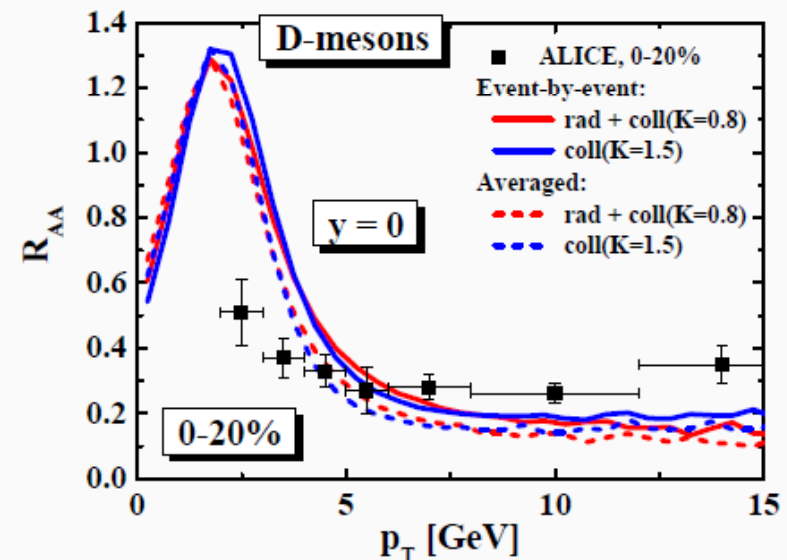 D-mesons
ALICE, 0-20%
Event-by-event:
rad + coll(K=0.8)
coll(K=1.5)
Averaged:
rad + coll(K=0.8)
coll(K=1.5)
y = 0
0-20%
R_AA
1.4
1.2
1.0
0.8
0.6
0.4
0.2
0.0
0 5 10 15
p_T [GeV]